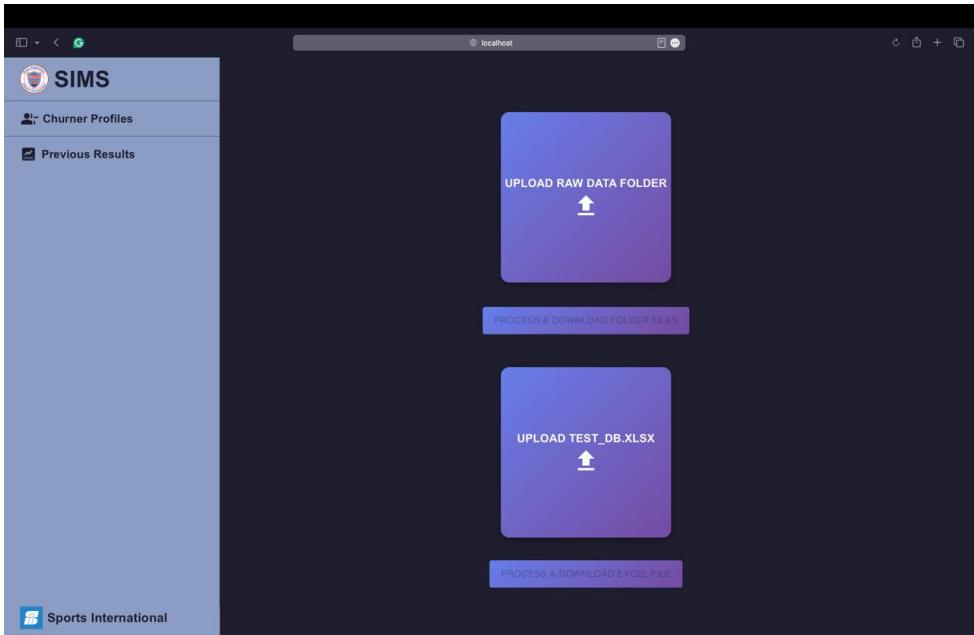 localhost
SIMS
Churner Profiles
Previous Results
UPLOAD RAW DATA FOLDER
PROCESS & DOWNLOAD FOLDER FILES
UPLOAD TEST_DB.XLSX
PROCESS & DOWNLOAD EXCEL FILE
Sports International